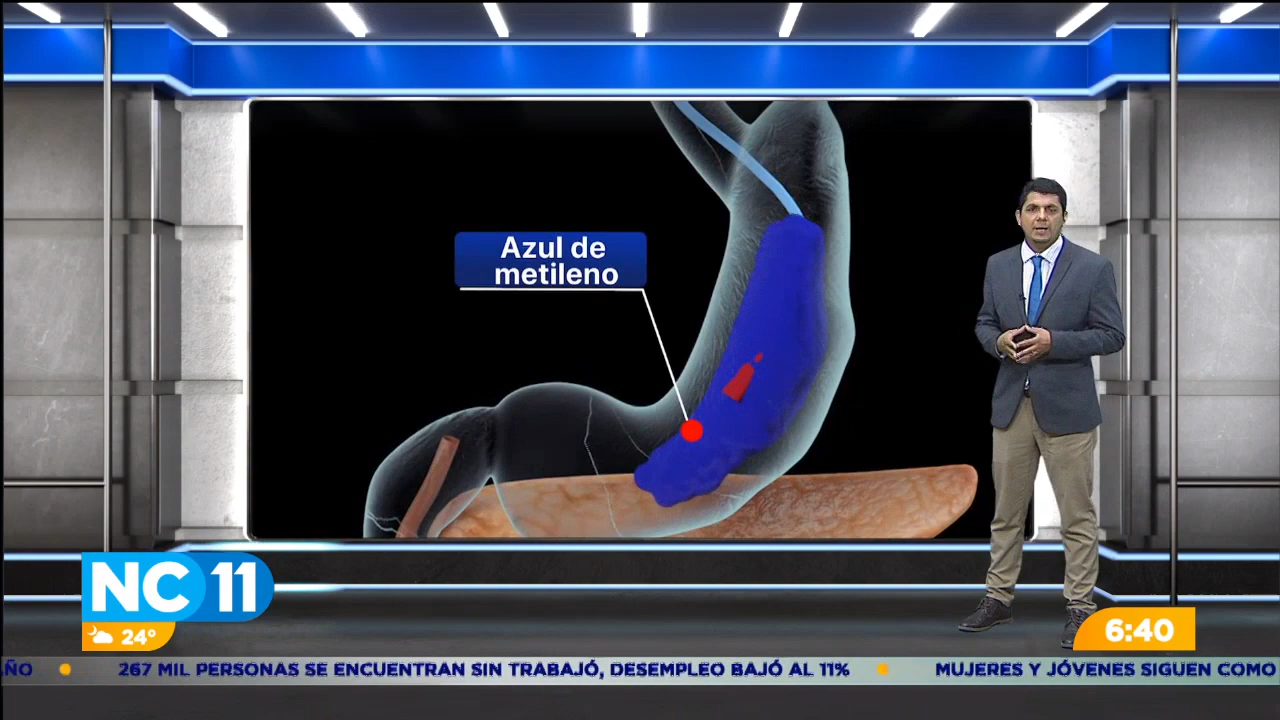 Azul de
metileno
NC 11
24°
6:40
ÑO • 267 MIL PERSONAS SE ENCUENTRAN SIN TRABAJÓ, DESEMPLEO BAJÓ AL 11% • MUJERES Y JÓVENES SIGUEN COMO